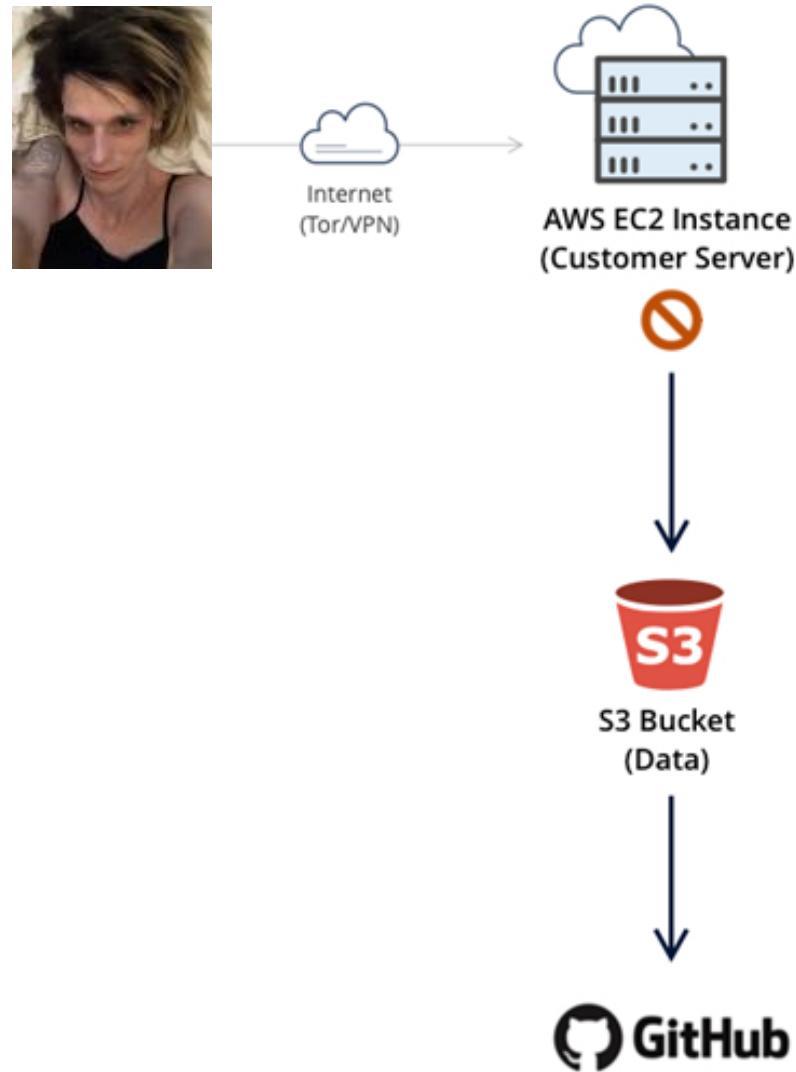 Internet
(Tor/VPN)
AWS EC2 Instance
(Customer Server)
S3
S3 Bucket
(Data)
GitHub